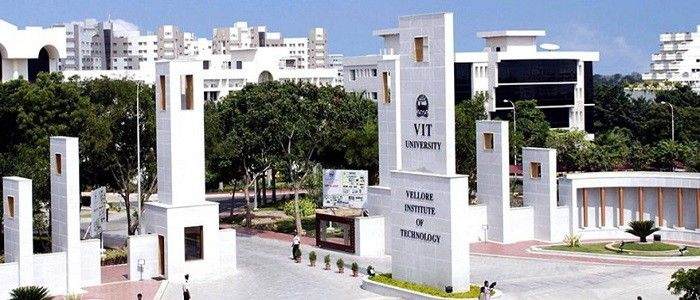 VIT
UNIVERSITY
VELLORE
INSTITUTE
OF
TECHNOLOGY